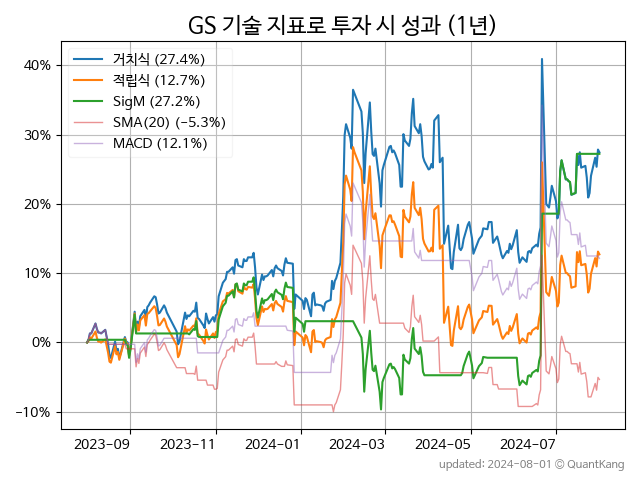 GS 기술 지표로 투자 시 성과 (1년)
거치식 (27.4%)
적립식 (12.7%)
SigM (27.2%)
SMA(20) (−5.3%)
MACD (12.1%)
40%
30%
20%
10%
0%
−10%
2023-09
2023-11
2024-01
2024-03
2024-05
2024-07
updated: 2024-08-01 © QuantKang